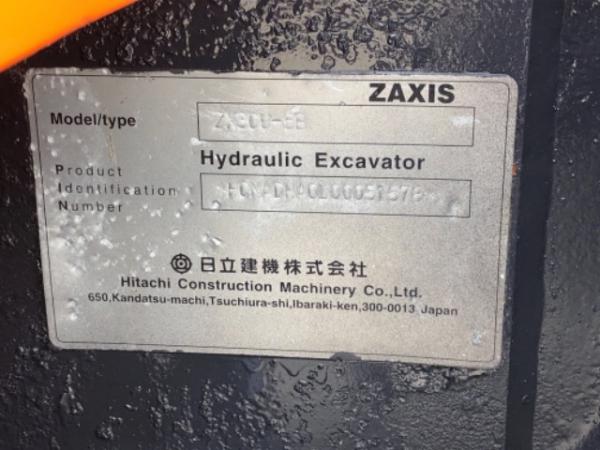 ZAXIS
Model/type
Hydraulic Excavator
Product
Identification
Number
日立建機株式会社
Hitachi Construction Machinery Co.,Ltd.
650,Kandatsu-machi,Tsuchiura-shi,Ibaraki-ken,300-0013 Japan